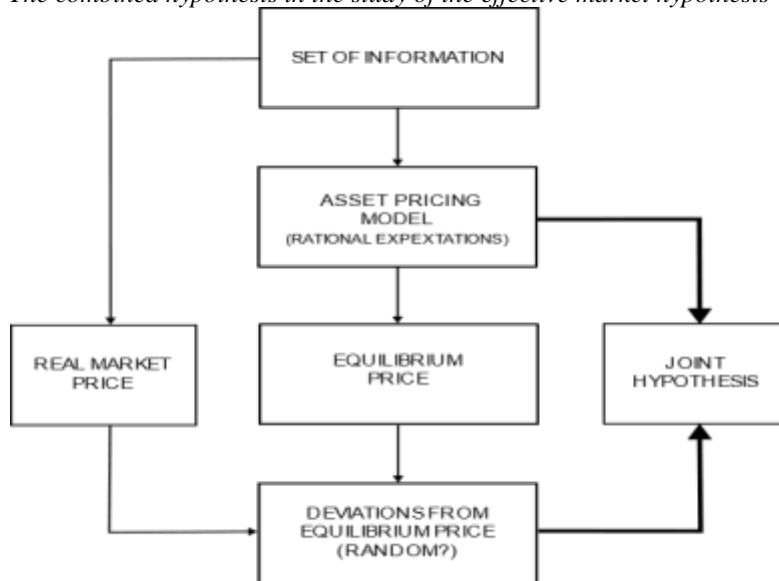 The combined hypothesis in the study of the effective market hypothesis
SET OF INFORMATION
ASSET PRICING
MODEL
(RATIONAL EXPEXTATIONS)
REAL MARKET
PRICE
EQUILIBRIUM
PRICE
JOINT
HYPOTHESIS
DEVIATIONS FROM
EQUILIBRIUM PRICE
(RANDOM?)